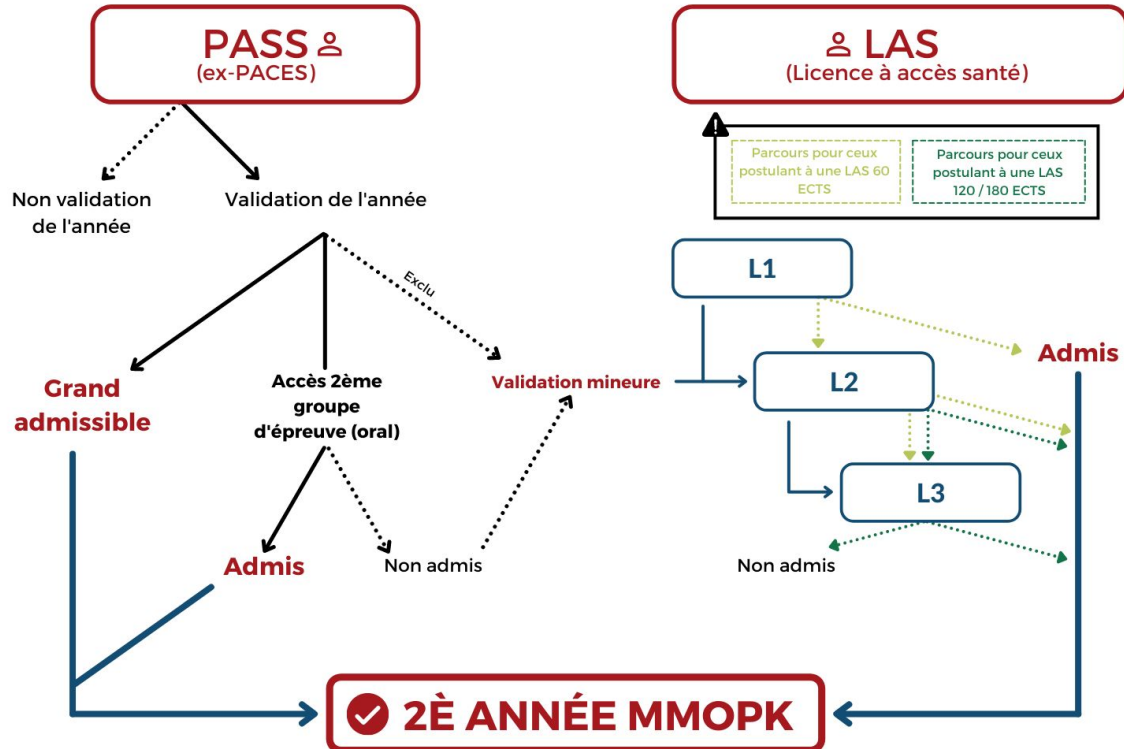 PASS
(ex-PACES)
LAS
(Licence à accès santé)
Parcours pour ceux
postulant à une LAS 60
ECTS
Parcours pour ceux
postulant à une LAS
120 / 180 ECTS
Non validation
de l'année
Validation de l'année
Exclu
L1
Admis
Grand
admissible
Accès 2ème
groupe
d'épreuve (oral)
Validation mineure
L2
L3
Admis
Non admis
Non admis
2È ANNÉE MMOPK